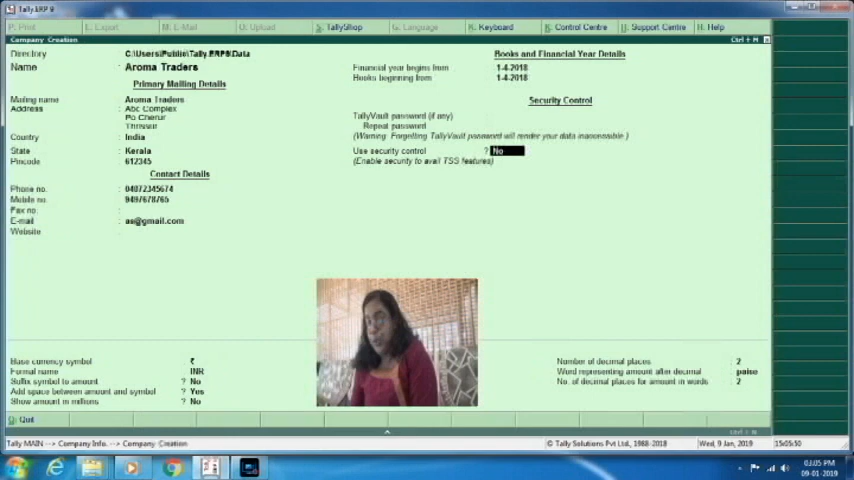 Tally.ERP 9
P: Print E: Export M: E-Mail O: Upload S: TallyShop G: Language K: Keyboard K: Control Centre H: Support Centre H: Help
Company Creation Ctrl + M
Directory : C:\Users\Public\Tally.ERP9\Data Books and Financial Year Details
Name : Aroma Traders Financial year begins from 1-4-2018
Books beginning from 1-4-2018
Primary Mailing Details
Mailing name : Aroma Traders Security Control
Address : Abc Complex
Po Cherur TallyVault password (if any)
Thrissur Repeat password
Country : India (Warning: Forgetting TallyVault password will render your data inaccessible.)
State : Kerala Use security control ? No
Pincode : 612345 (Enable security to avail TSS features)
Contact Details
Phone no. : 04872345674
Mobile no. : 9497678765
Fax no. :
E-mail : as@gmail.com
Website :
Base currency symbol : ₹ Number of decimal places : 2
Formal name : INR Word representing amount after decimal : paise
Suffix symbol to amount ? No No. of decimal places for amount in words : 2
Add space between amount and symbol ? Yes
Show amount in millions ? No
Q: Quit
Tally MAIN --> Company Info. --> Company Creation © Tally Solutions Pvt Ltd., 1988-2018 Wed, 9 Jan, 2019 15:05:50
03:05 PM
09-01-2019